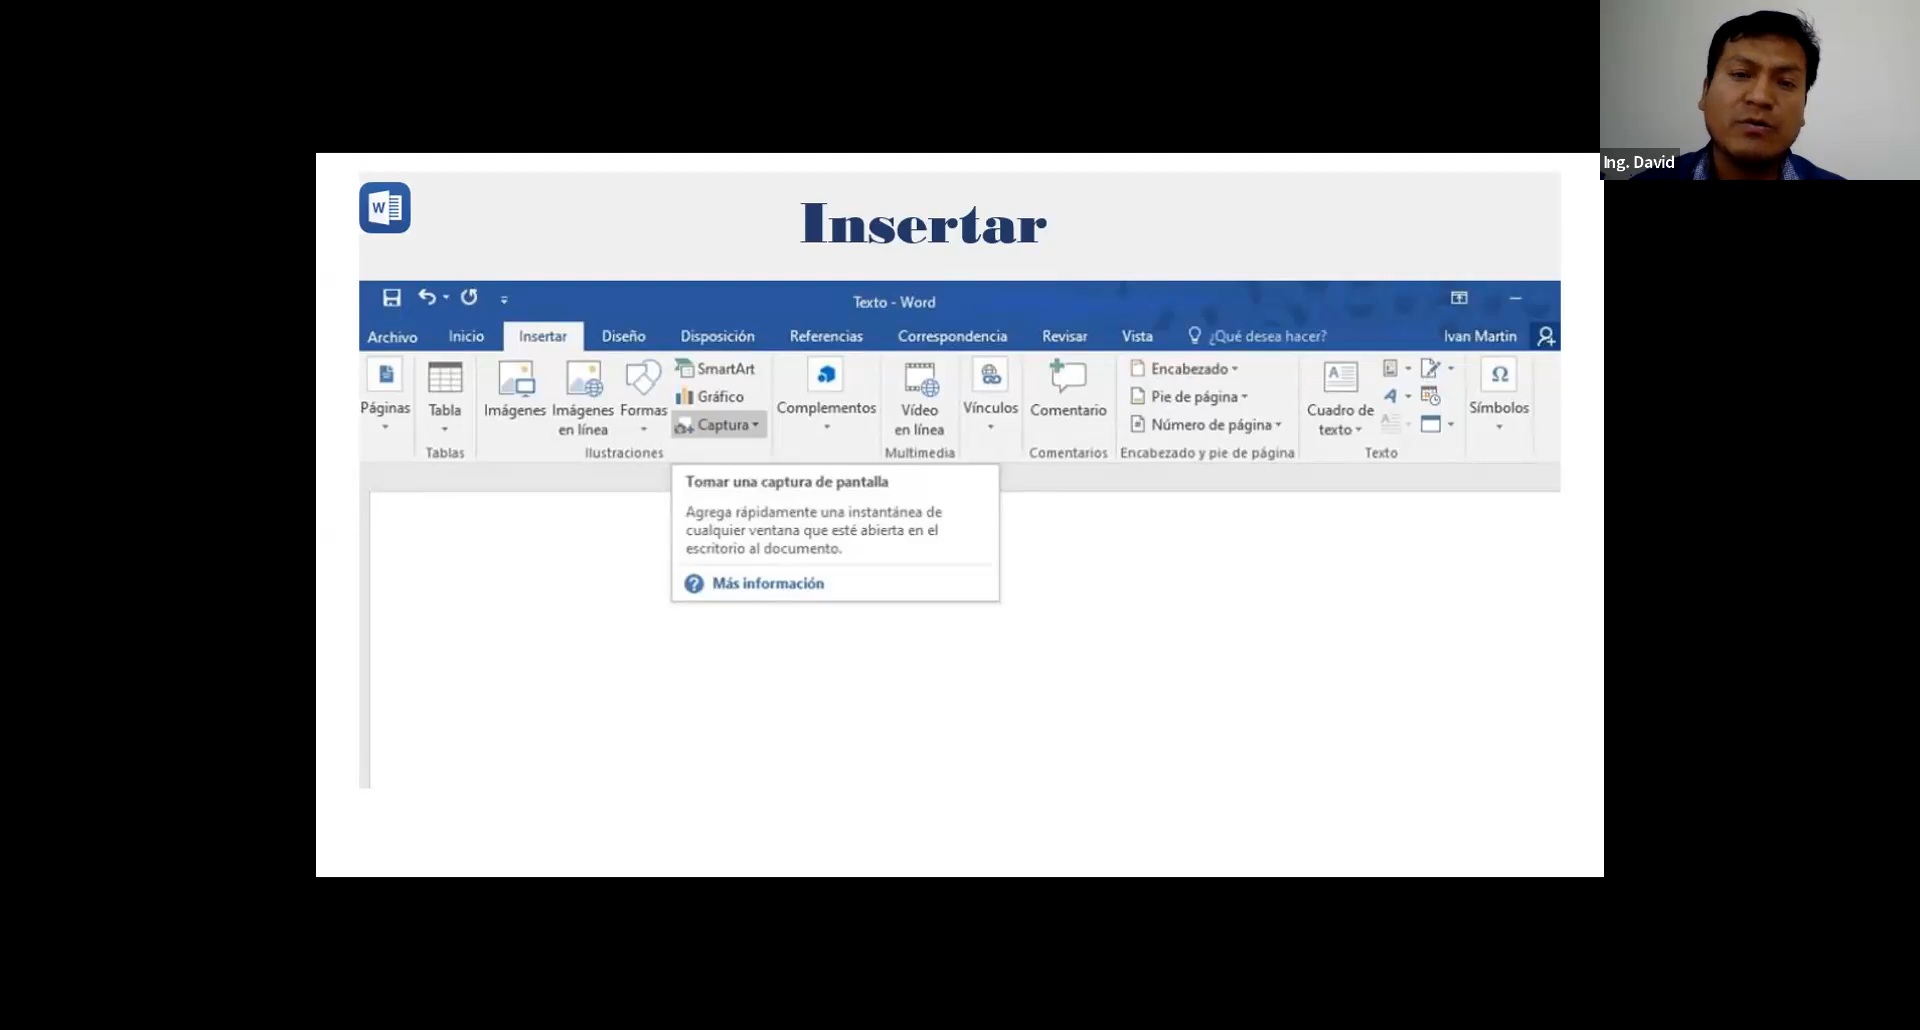 Ing. David
W
Insertar
Texto - Word
Archivo Inicio Insertar Diseño Disposición Referencias Correspondencia Revisar Vista ¿Qué desea hacer? Ivan Martin
Páginas
Tabla
Tablas
Imágenes
Imágenes
en línea
Formas
SmartArt
Gráfico
Captura
Ilustraciones
Complementos
Vídeo
en línea
Multimedia
Vínculos
Comentario
Comentarios
Encabezado
Pie de página
Número de página
Encabezado y pie de página
Cuadro de
texto
Texto
Ω
Símbolos
Tomar una captura de pantalla
Agrega rápidamente una instantánea de
cualquier ventana que esté abierta en el
escritorio al documento.
Más información